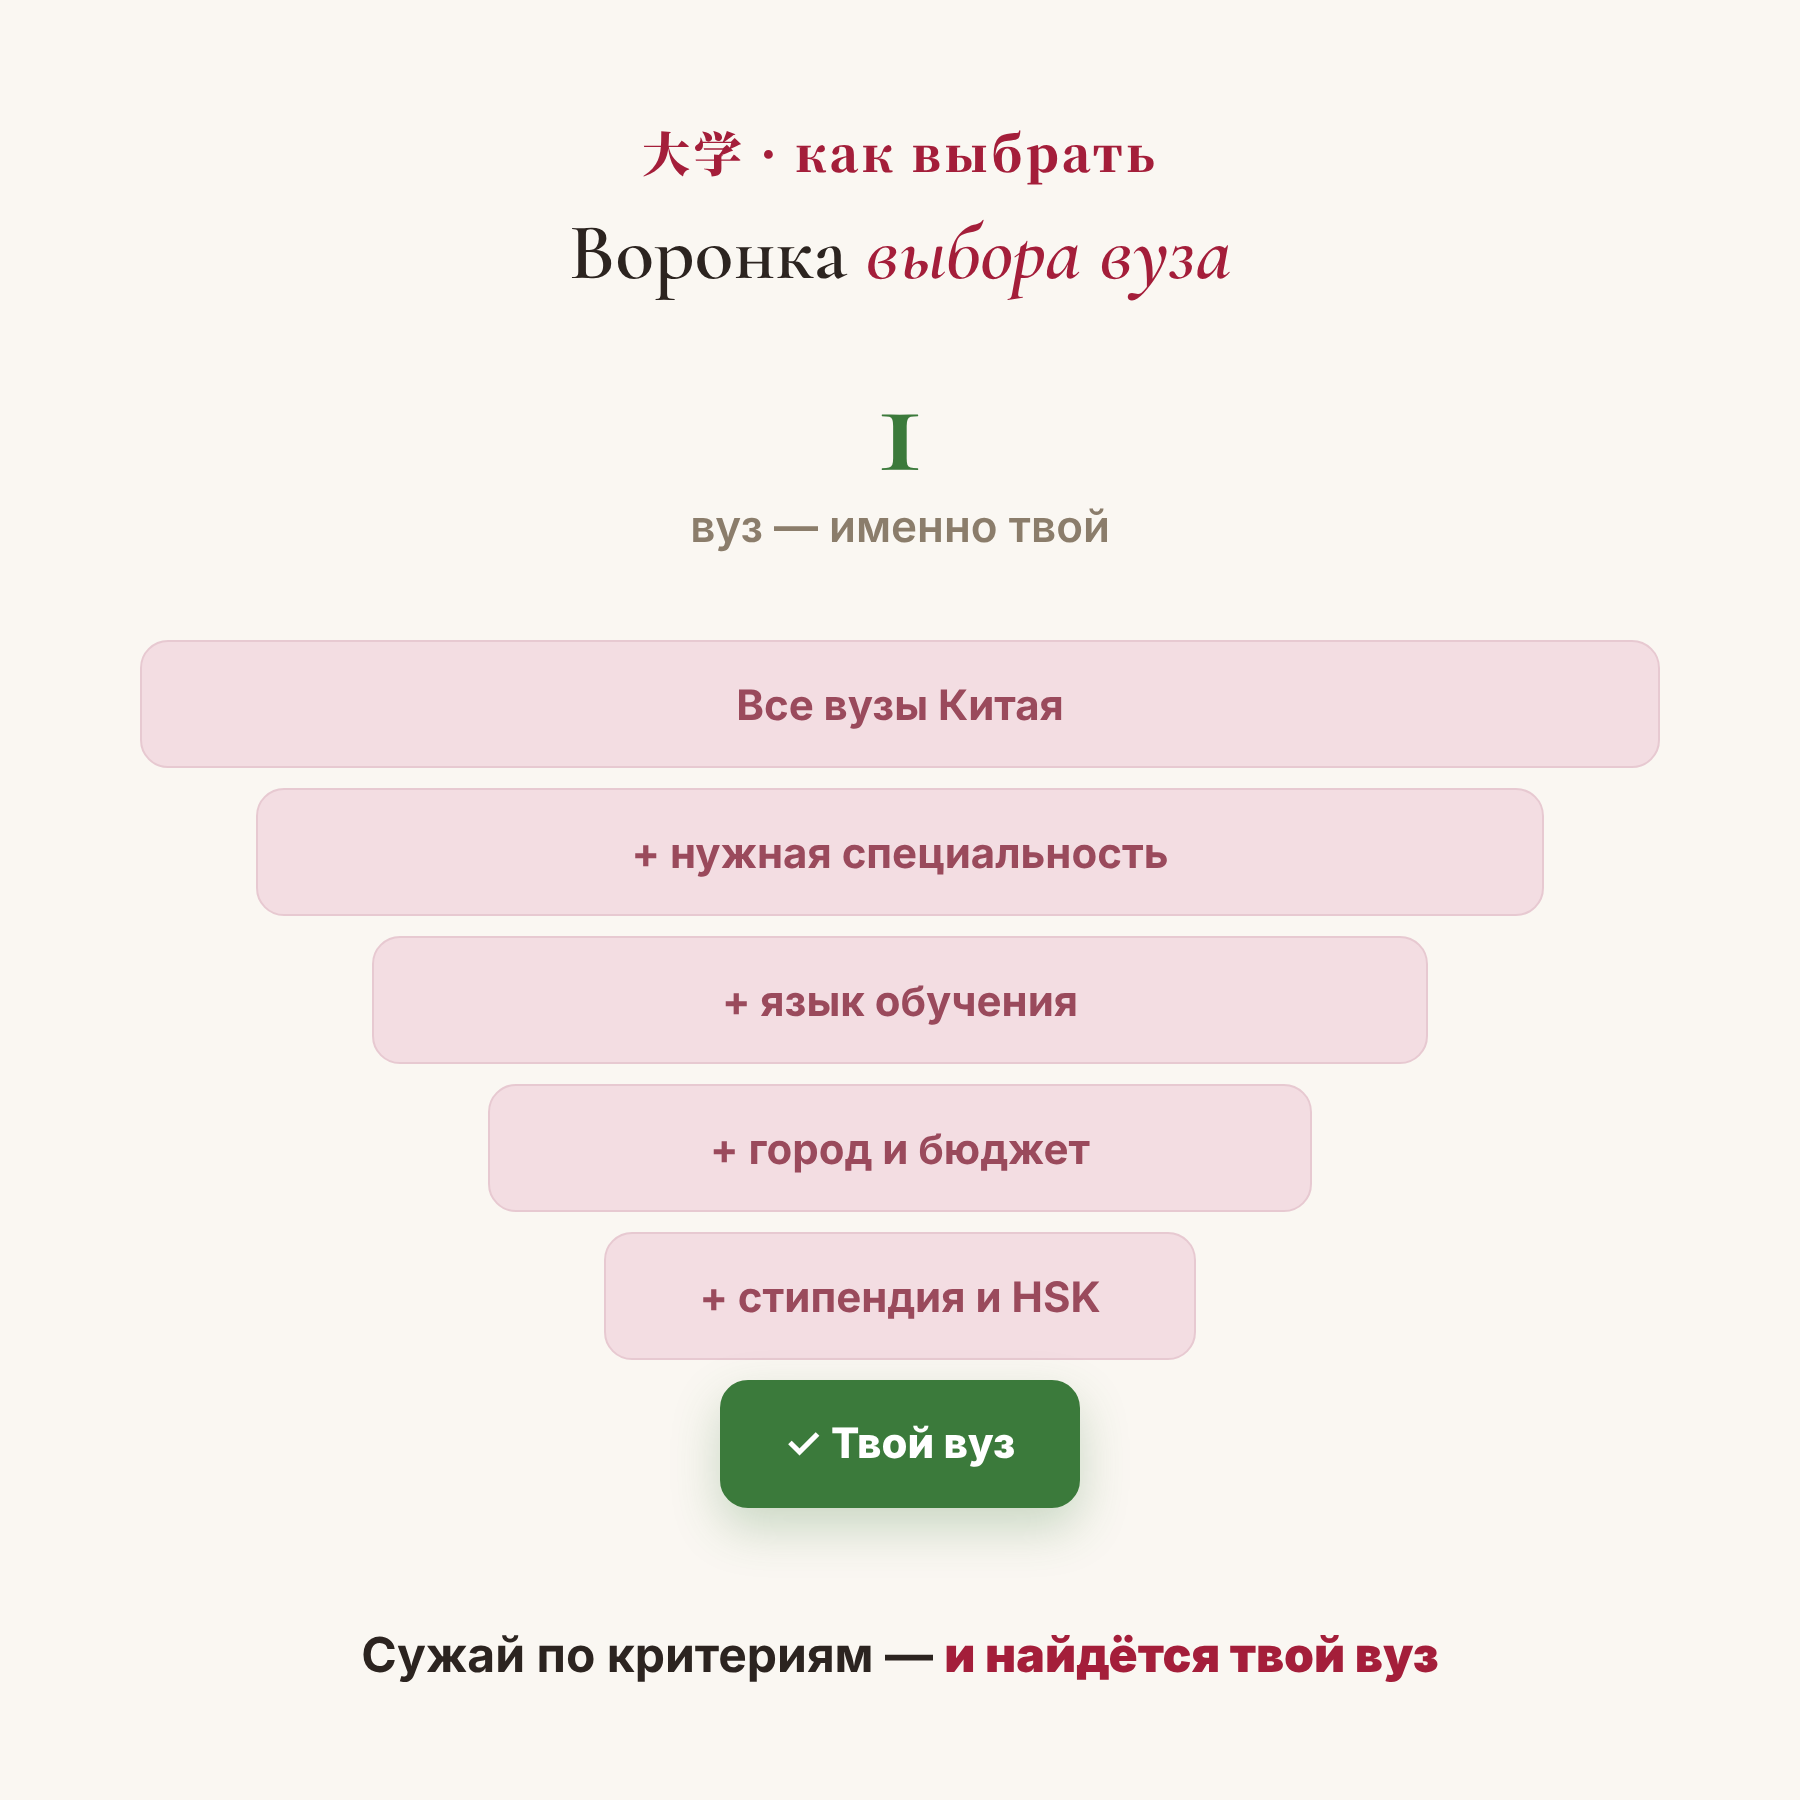 大学 · как выбрать
Воронка выбора вуза
1
вуз — именно твой
Все вузы Китая
+ нужная специальность
+ язык обучения
+ город и бюджет
+ стипендия и HSK
✓ Твой вуз
Сужай по критериям — и найдётся твой вуз